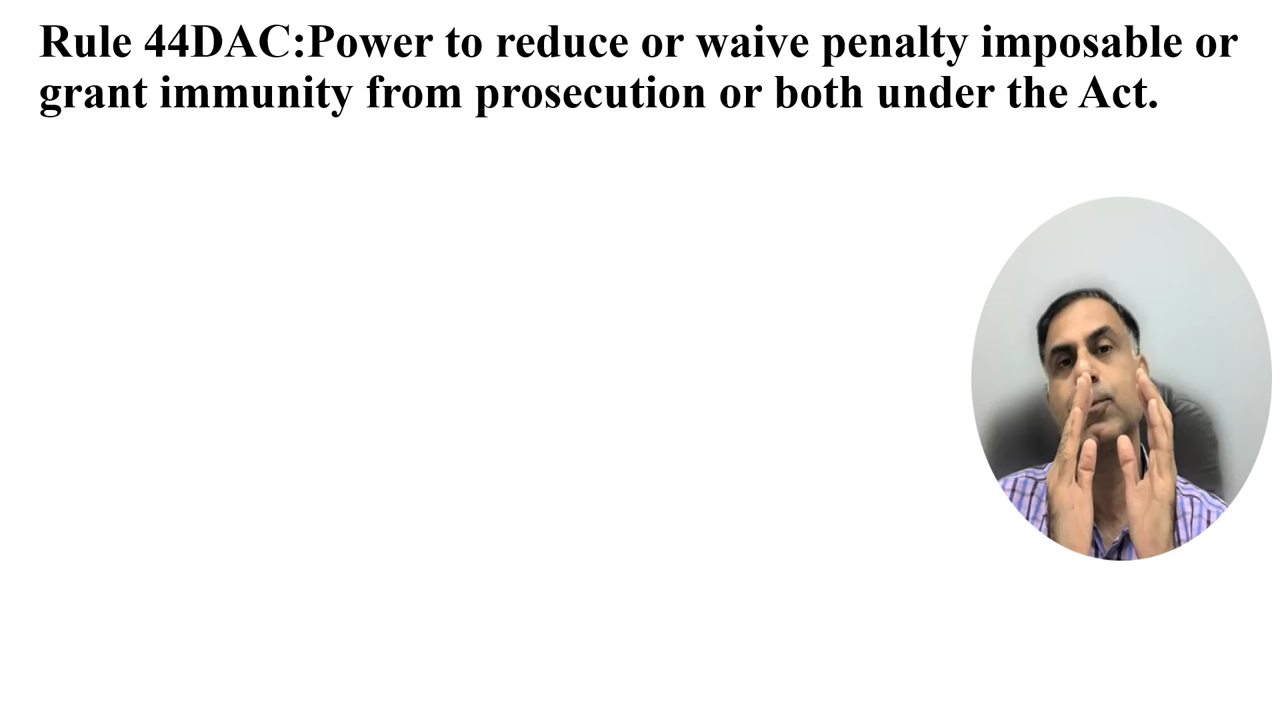 Rule 44DAC:Power to reduce or waive penalty imposable or
grant immunity from prosecution or both under the Act.